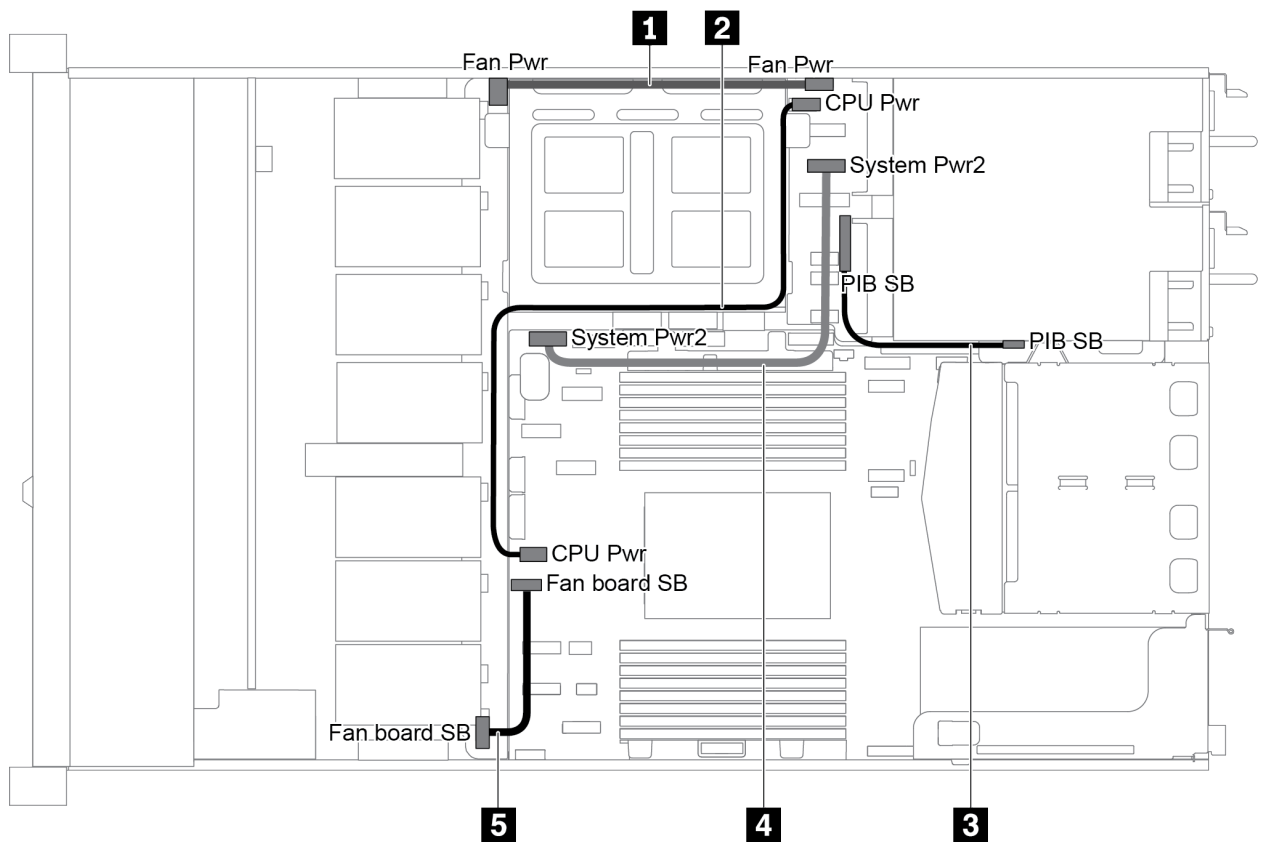 1
2
Fan Pwr
Fan Pwr
CPU Pwr
System Pwr2
PIB SB
System Pwr2
PIB SB
CPU Pwr
Fan board SB
Fan board SB
5
4
3